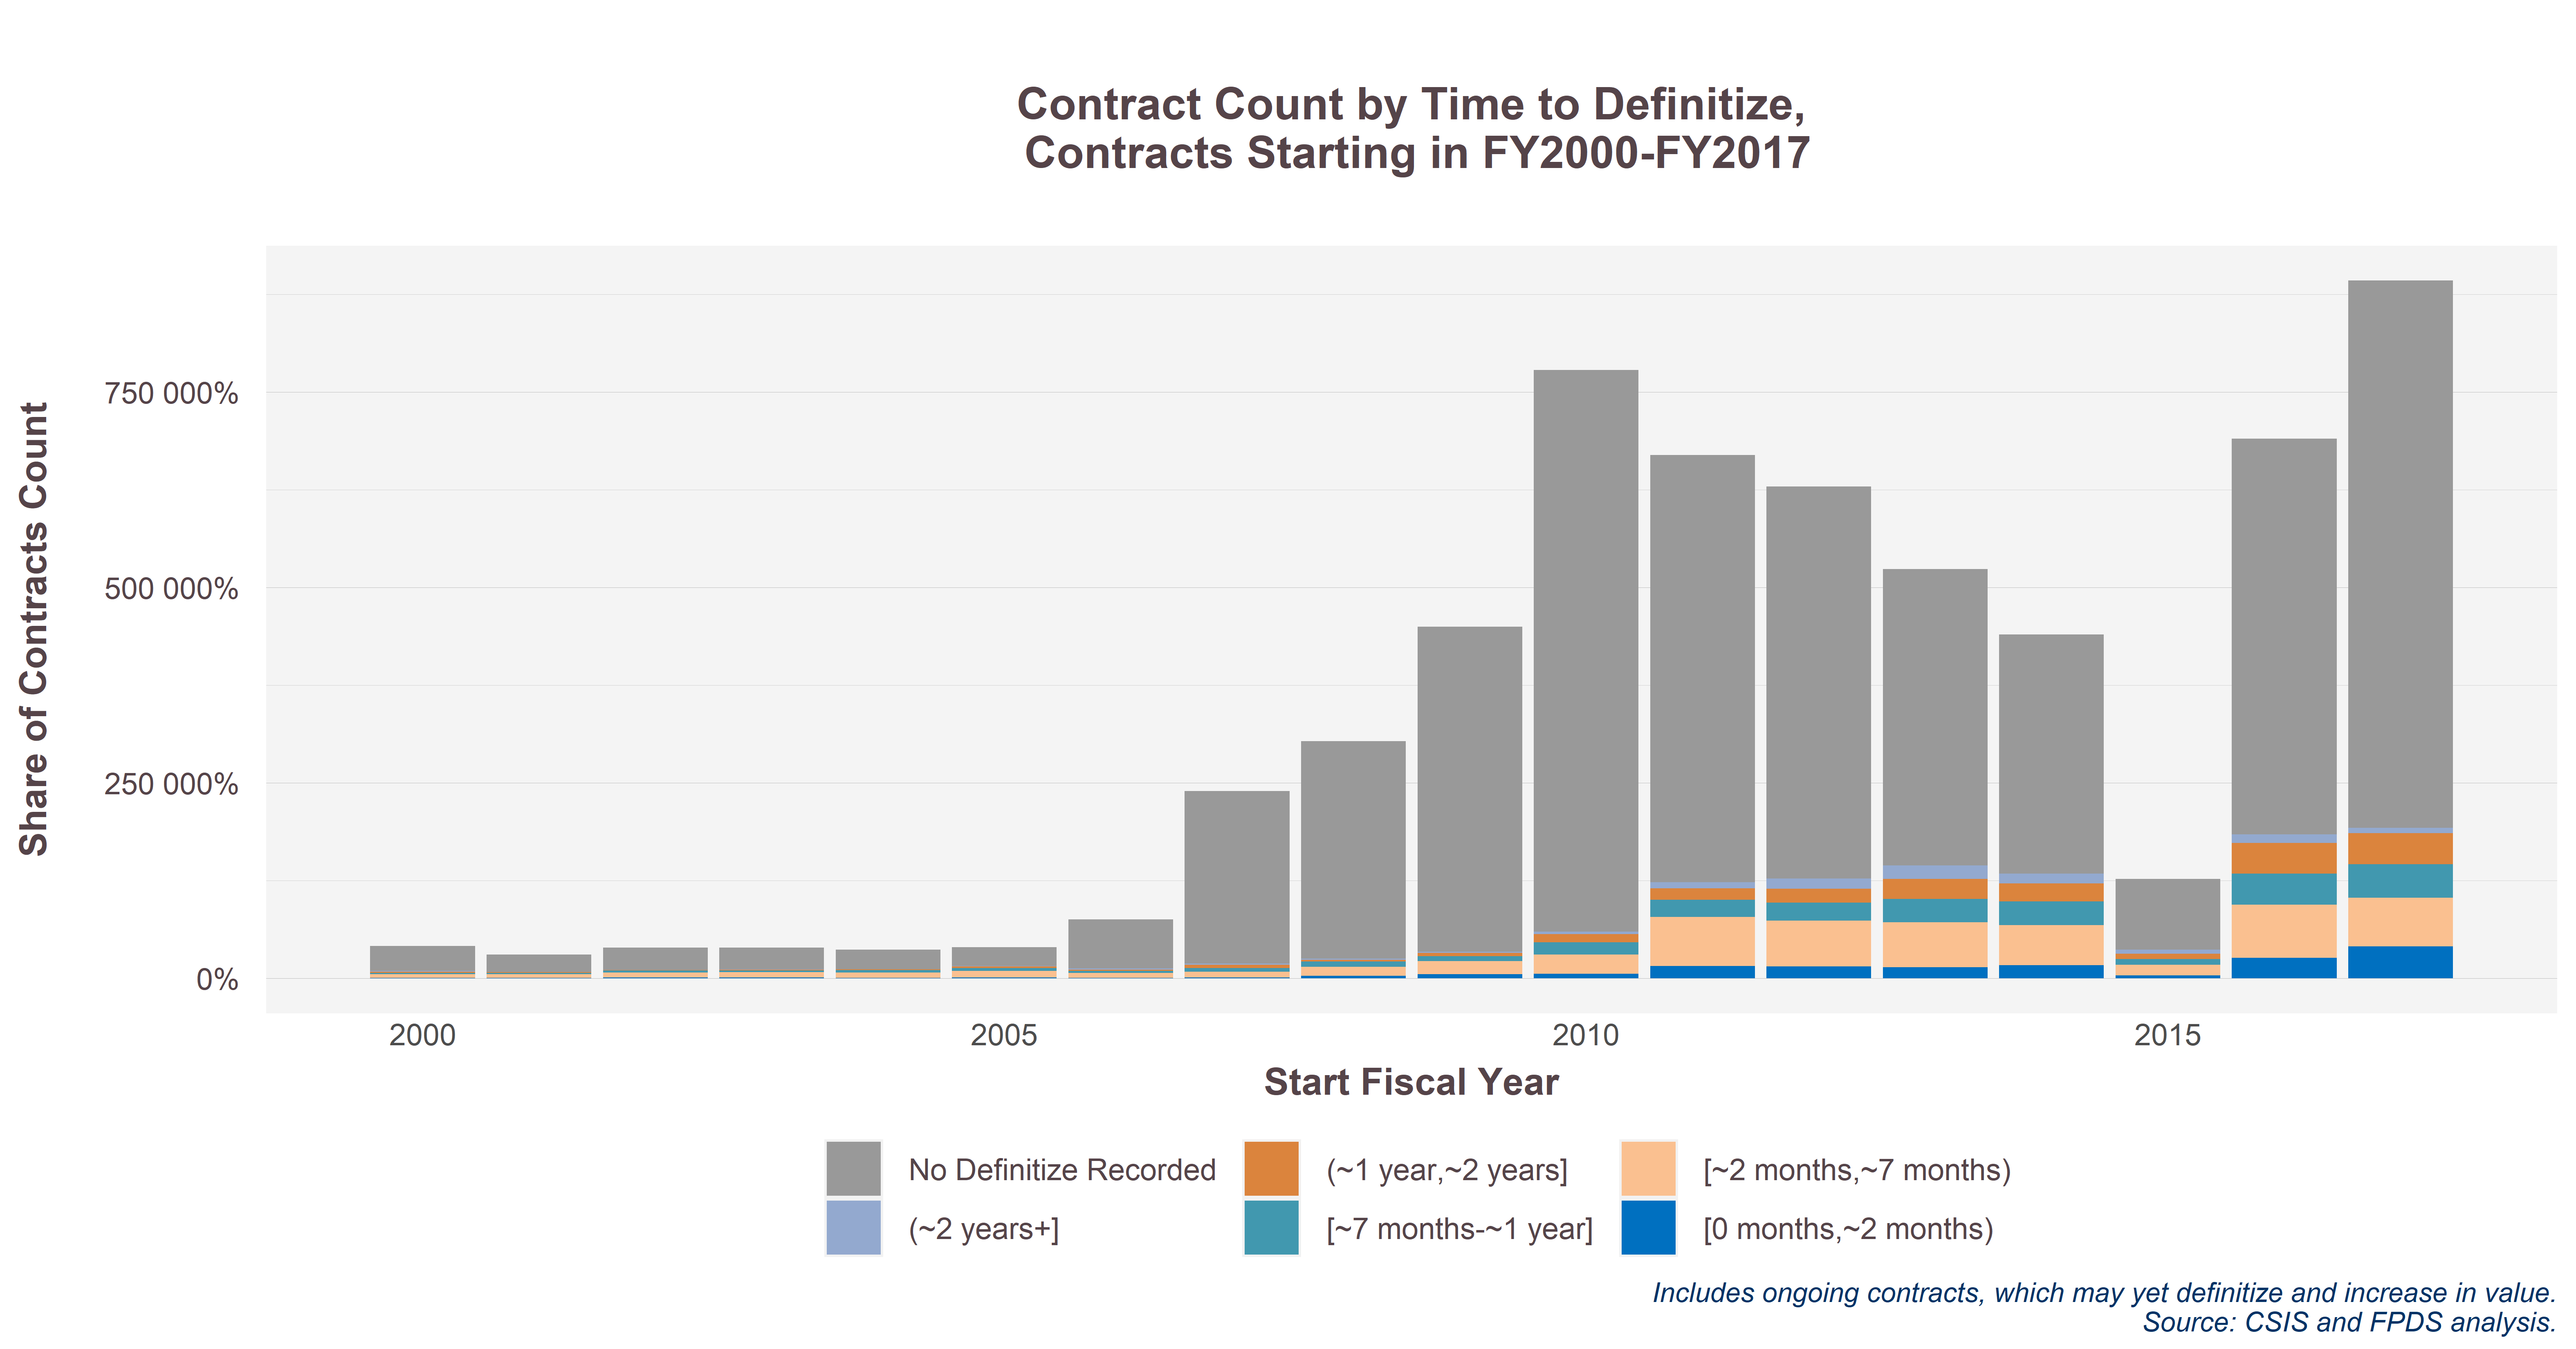 Contract Count by Time to Definitize,
Contracts Starting in FY2000-FY2017
Share of Contracts Count
750 000%
500 000%
250 000%
0%
2000
2005
2010
2015
Start Fiscal Year
No Definitize Recorded
(~1 year,~2 years]
[~2 months,~7 months)
(~2 years+]
[~7 months-~1 year]
[0 months,~2 months)
Includes ongoing contracts, which may yet definitize and increase in value.
Source: CSIS and FPDS analysis.